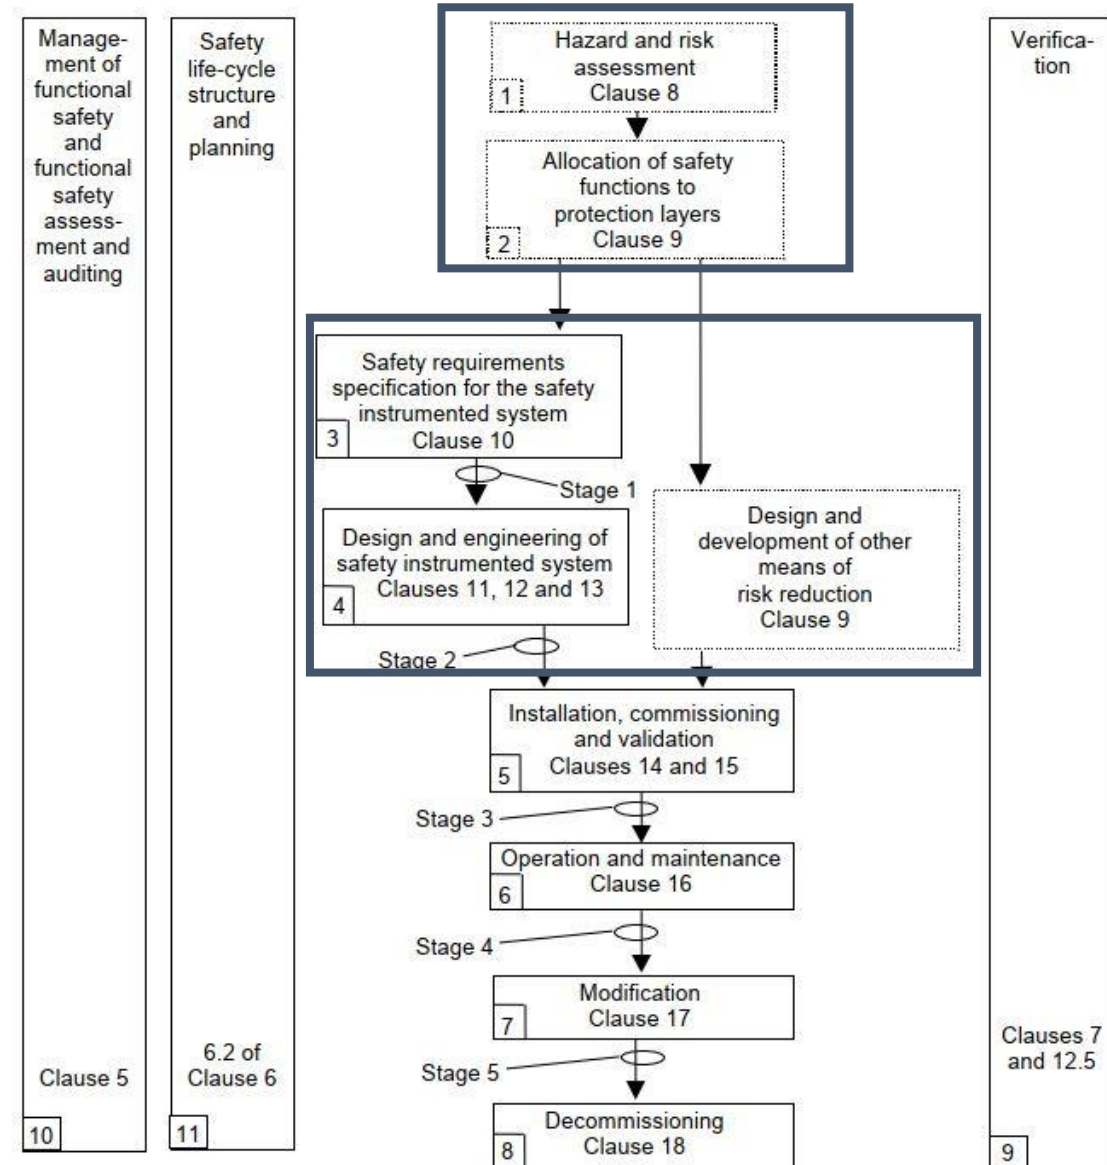 Manage-
ment of
functional
safety
and
functional
safety
assess-
ment and
auditing
Clause 5
10
Safety
life-cycle
structure
and
planning
6.2 of
Clause 6
11
Hazard and risk
assessment
Clause 8
1
Allocation of safety
functions to
protection layers
Clause 9
2
Safety requirements
specification for the safety
instrumented system
Clause 10
3
Stage 1
Design and engineering of
safety instrumented system
Clauses 11, 12 and 13
4
Stage 2
Design and
development of other
means of
risk reduction
Clause 9
Installation, commissioning
and validation
Clauses 14 and 15
5
Stage 3
Operation and maintenance
Clause 16
6
Stage 4
Modification
Clause 17
7
Stage 5
Decommissioning
Clause 18
8
Verifica-
tion
Clauses 7
and 12.5
9